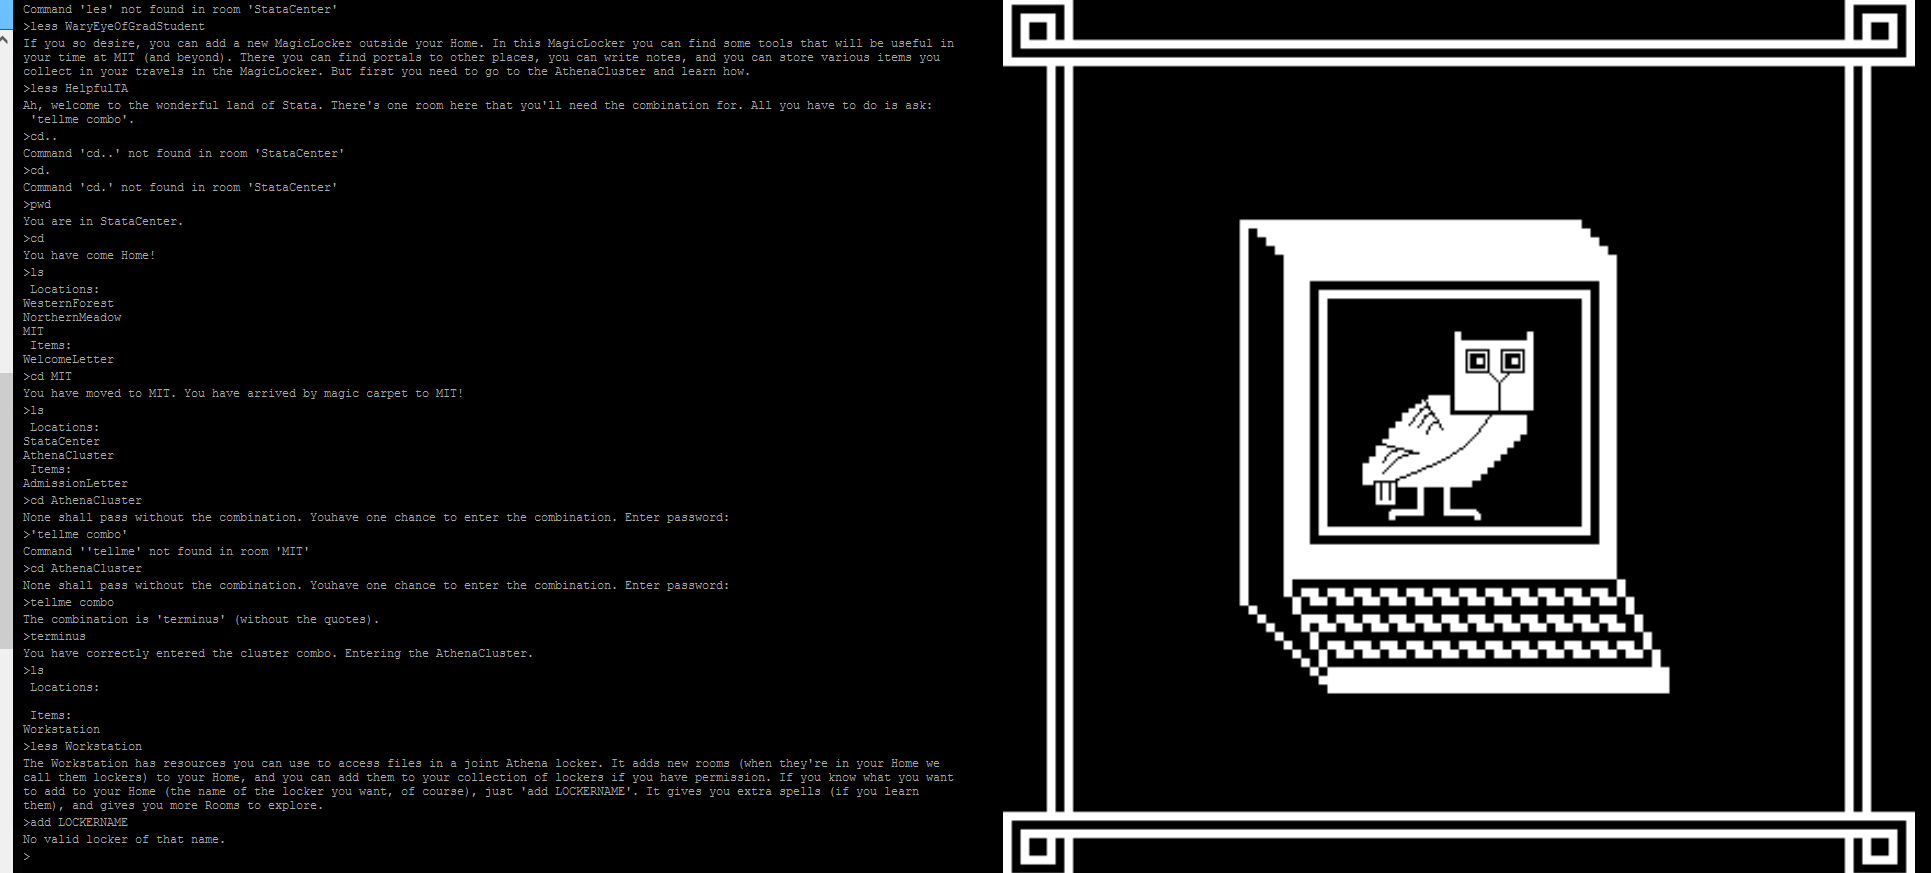 Command 'les' not found in room 'StataCenter'
>less WaryEyeOfGradStudent
If you so desire, you can add a new MagicLocker outside your Home. In this MagicLocker you can find some tools that will be useful in
your time at MIT (and beyond). There you can find portals to other places, you can write notes, and you can store various items you
collect in your travels in the MagicLocker. But first you need to go to the AthenaCluster and learn how.
>less HelpfulTA
Ah, welcome to the wonderful land of Stata. There's one room here that you'll need the combination for. All you have to do is ask:
'tellme combo'.
>cd..
Command 'cd..' not found in room 'StataCenter'
>cd.
Command 'cd.' not found in room 'StataCenter'
>pwd
You are in StataCenter.
>cd
You have come Home!
>ls
Locations:
WesternForest
NorthernMeadow
MIT
Items:
WelcomeLetter
>cd MIT
You have moved to MIT. You have arrived by magic carpet to MIT!
>ls
Locations:
StataCenter
AthenaCluster
Items:
AdmissionLetter
>cd AthenaCluster
None shall pass without the combination. Youhave one chance to enter the combination. Enter password:
>'tellme combo'
Command ''tellme' not found in room 'MIT'
>cd AthenaCluster
None shall pass without the combination. Youhave one chance to enter the combination. Enter password:
>tellme combo
The combination is 'terminus' (without the quotes).
>terminus
You have correctly entered the cluster combo. Entering the AthenaCluster.
>ls
Locations:
Items:
Workstation
>less Workstation
The Workstation has resources you can use to access files in a joint Athena locker. It adds new rooms (when they're in your Home we
call them lockers) to your Home, and you can add them to your collection of lockers if you have permission. If you know what you want
to add to your Home (the name of the locker you want, of course), just 'add LOCKERNAME'. It gives you extra spells (if you learn
them), and gives you more Rooms to explore.
>add LOCKERNAME
No valid locker of that name.
>